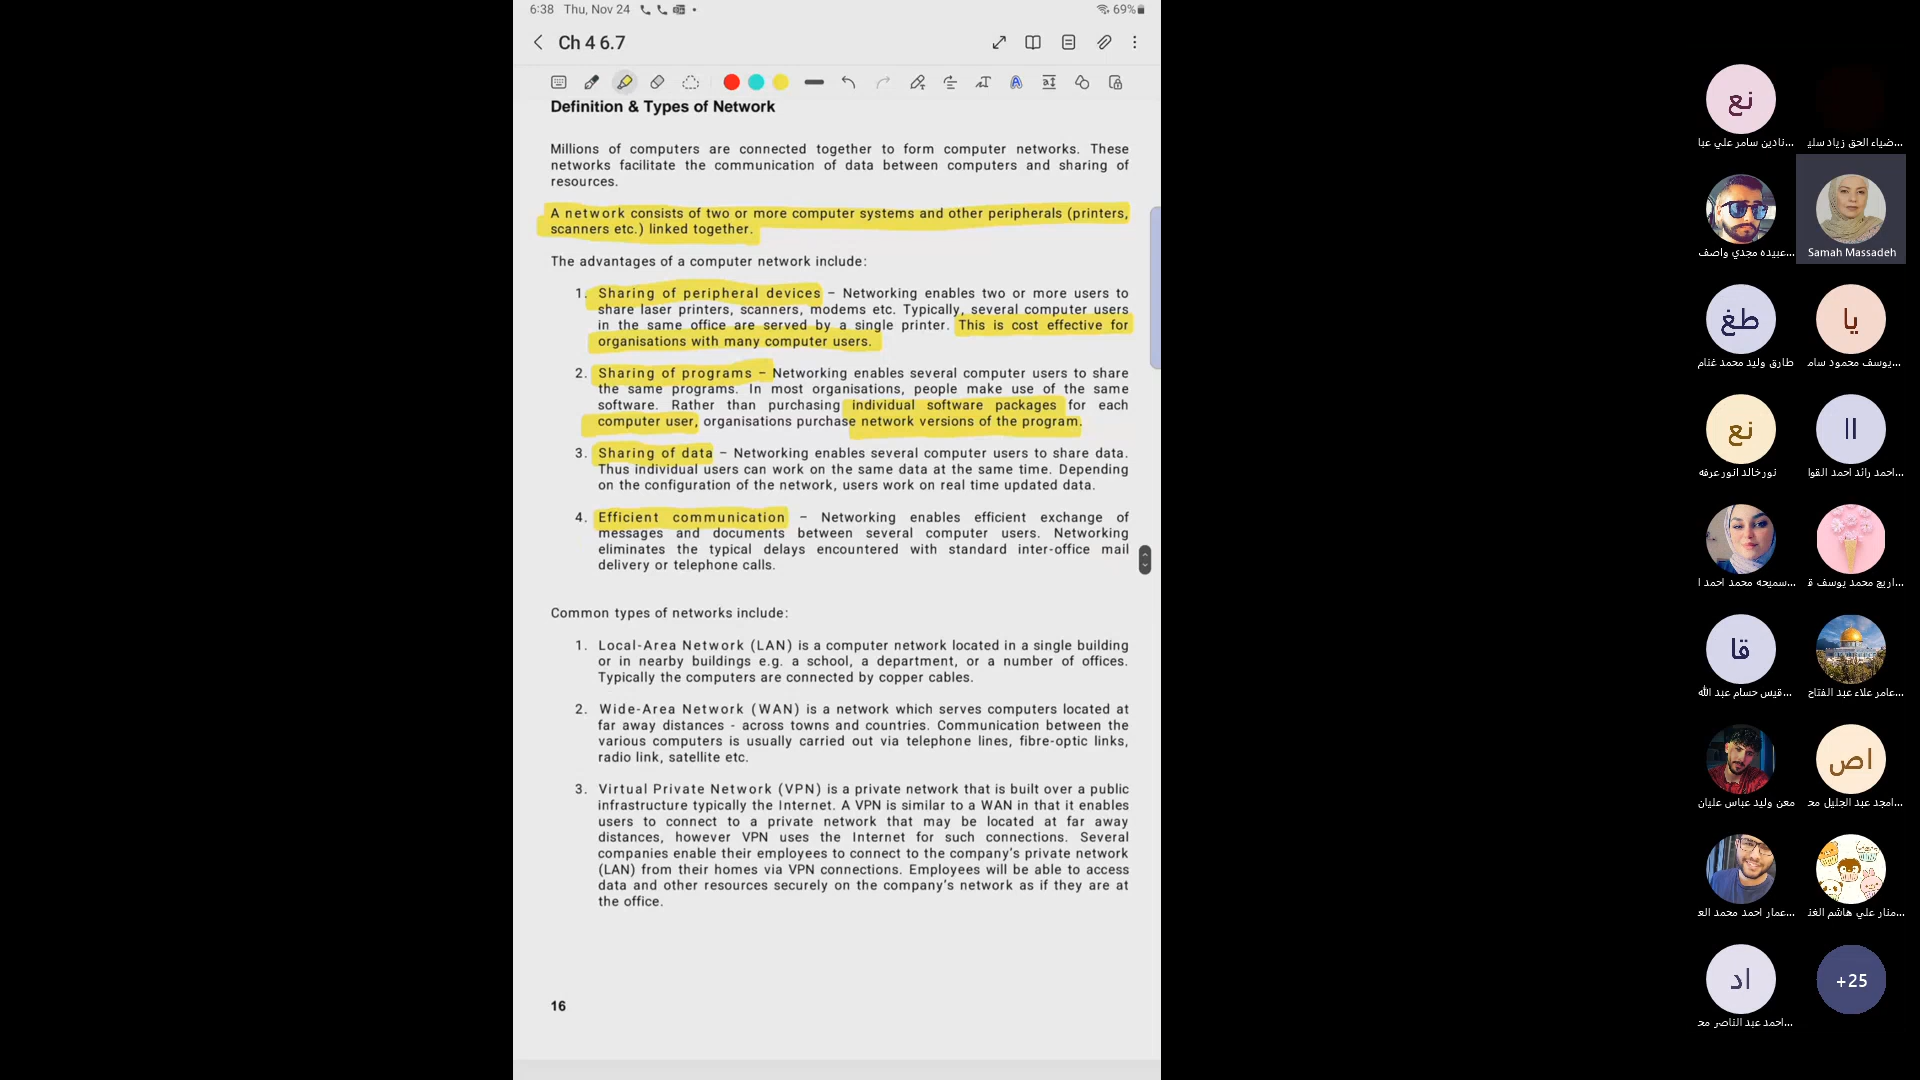 6:38 Thu, Nov 24
69%
Ch 4 6.7
Definition & Types of Network
Millions of computers are connected together to form computer networks. These
networks facilitate the communication of data between computers and sharing of
resources.
A network consists of two or more computer systems and other peripherals (printers,
scanners etc.) linked together.
The advantages of a computer network include:
1. Sharing of peripheral devices – Networking enables two or more users to
share laser printers, scanners, modems etc. Typically, several computer users
in the same office are served by a single printer. This is cost effective for
organisations with many computer users.
2. Sharing of programs – Networking enables several computer users to share
the same programs. In most organisations, people make use of the same
software. Rather than purchasing individual software packages for each
computer user, organisations purchase network versions of the program.
3. Sharing of data – Networking enables several computer users to share data.
Thus individual users can work on the same data at the same time. Depending
on the configuration of the network, users work on real time updated data.
4. Efficient communication – Networking enables efficient exchange of
messages and documents between several computer users. Networking
eliminates the typical delays encountered with standard inter-office mail
delivery or telephone calls.
Common types of networks include:
1. Local-Area Network (LAN) is a computer network located in a single building
or in nearby buildings e.g. a school, a department, or a number of offices.
Typically the computers are connected by copper cables.
2. Wide-Area Network (WAN) is a network which serves computers located at
far away distances - across towns and countries. Communication between the
various computers is usually carried out via telephone lines, fibre-optic links,
radio link, satellite etc.
3. Virtual Private Network (VPN) is a private network that is built over a public
infrastructure typically the Internet. A VPN is similar to a WAN in that it enables
users to connect to a private network that may be located at far away
distances, however VPN uses the Internet for such connections. Several
companies enable their employees to connect to the company's private network
(LAN) from their homes via VPN connections. Employees will be able to access
data and other resources securely on the company's network as if they are at
the office.
16
نع
نادين سامر علي عبا...
ضياء الحق زياد سلي...
عبيده مجدي واصف...
Samah Massadeh
طغ
طارق وليد محمد غنام
يا
يوسف محمود سام...
نع
نور خالد انور عرفه
اا
احمد رائد احمد القوا...
سميحه محمد احمد ا...
اريج محمد يوسف ق...
قا
قيس حسام عبد الله...
عامر علاء عبد الفتاح...
معن وليد عباس عليان
اص
امجد عبد الجليل مح...
عمار احمد محمد الع...
منار علي هاشم الغن...
اد
احمد عبد الناصر مح...
+25